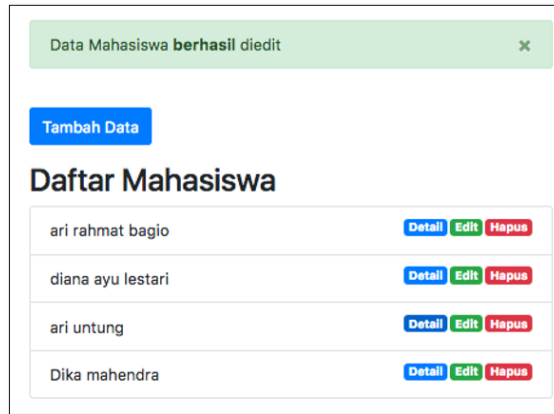 Data Mahasiswa berhasil diedit ×
Tambah Data
Daftar Mahasiswa
ari rahmat bagio Detail Edit Hapus
diana ayu lestari Detail Edit Hapus
ari untung Detail Edit Hapus
Dika mahendra Detail Edit Hapus